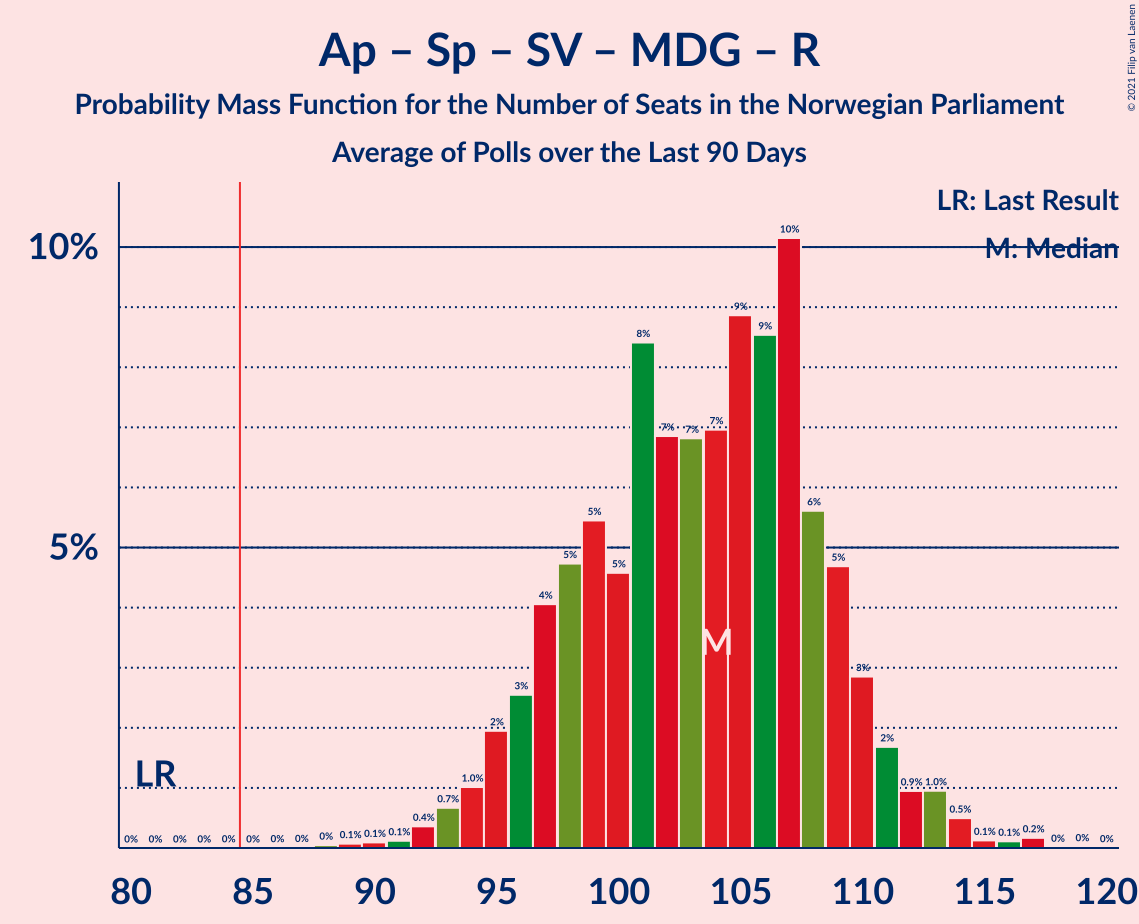 Ap – Sp – SV – MDG – R
Probability Mass Function for the Number of Seats in the Norwegian Parliament
Average of Polls over the Last 90 Days
© 2021 Filip van Laenen
LR: Last Result
M: Median
10%
5%
0% 0% 0% 0% 0% 0% 0% 0% 0% 0.1% 0.1% 0.1% 0.4% 0.7% 1.0% 2% 3% 4% 5% 5% 5% 8% 7% 7% 7% 9% 9% 10% 6% 5% 3% 2% 0.9% 1.0% 0.5% 0.1% 0.1% 0.2% 0% 0% 0%
M
LR
80 85 90 95 100 105 110 115 120